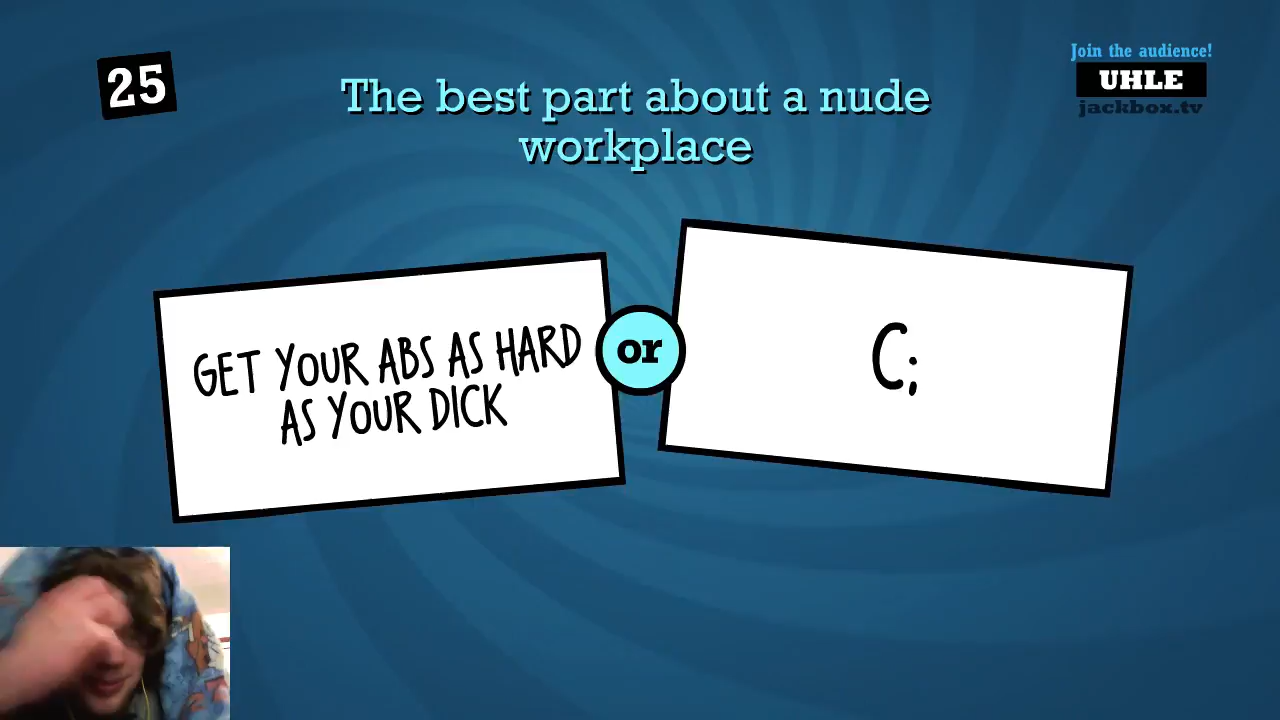 25
The best part about a nude
workplace
Join the audience!
UHLE
jackbox.tv
GET YOUR ABS AS HARD
AS YOUR DICK
or
C;